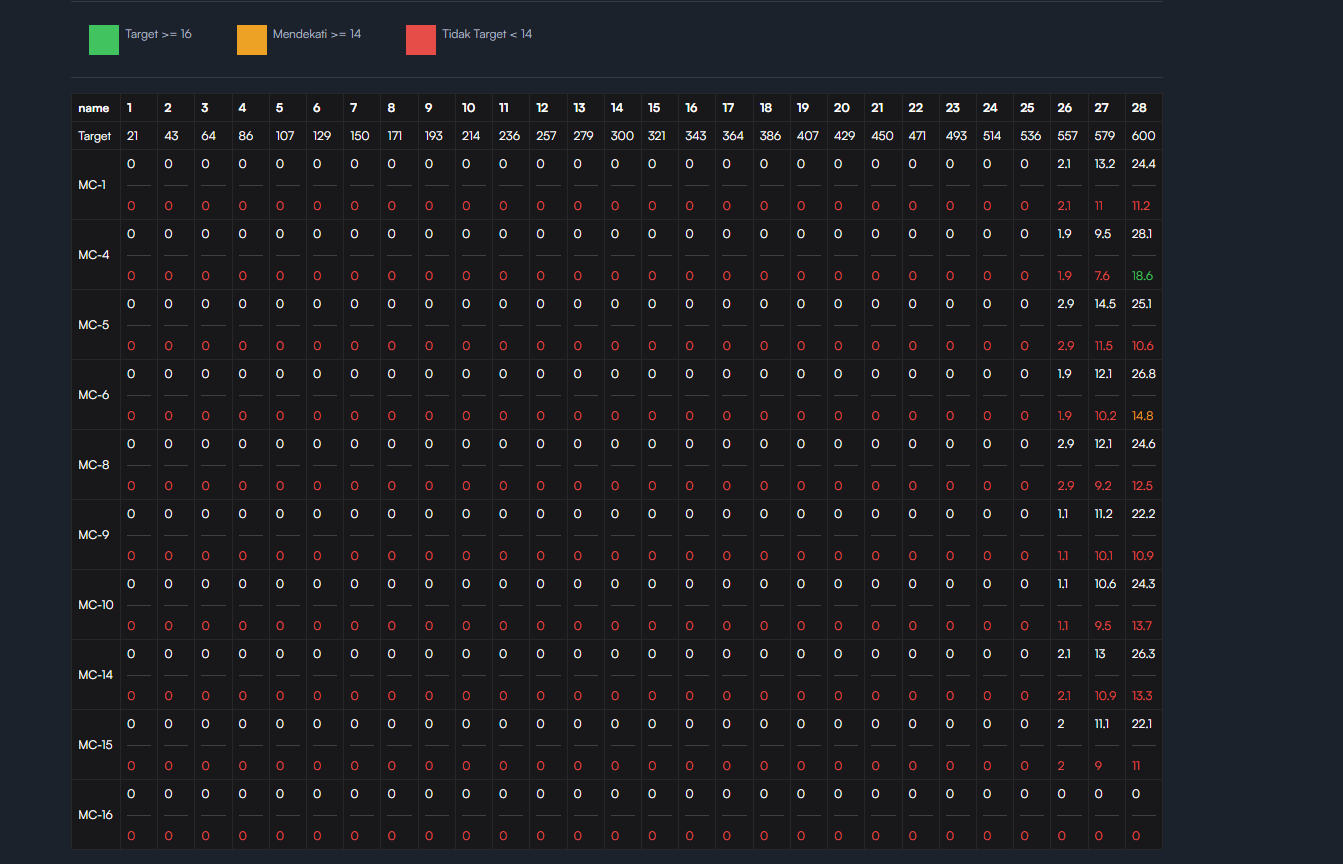 Target >= 16 Mendekati >= 14 Tidak Target < 14
name 1 2 3 4 5 6 7 8 9 10 11 12 13 14 15 16 17 18 19 20 21 22 23 24 25 26 27 28
Target 21 43 64 86 107 129 150 171 193 214 236 257 279 300 321 343 364 386 407 429 450 471 493 514 536 557 579 600
0 0 0 0 0 0 0 0 0 0 0 0 0 0 0 0 0 0 0 0 0 0 0 0 0 2.1 13.2 24.4
MC-1
0 0 0 0 0 0 0 0 0 0 0 0 0 0 0 0 0 0 0 0 0 0 0 0 0 2.1 11 11.2
0 0 0 0 0 0 0 0 0 0 0 0 0 0 0 0 0 0 0 0 0 0 0 0 0 1.9 9.5 28.1
MC-4
0 0 0 0 0 0 0 0 0 0 0 0 0 0 0 0 0 0 0 0 0 0 0 0 0 1.9 7.6 18.6
0 0 0 0 0 0 0 0 0 0 0 0 0 0 0 0 0 0 0 0 0 0 0 0 0 2.9 14.5 25.1
MC-5
0 0 0 0 0 0 0 0 0 0 0 0 0 0 0 0 0 0 0 0 0 0 0 0 0 2.9 11.5 10.6
0 0 0 0 0 0 0 0 0 0 0 0 0 0 0 0 0 0 0 0 0 0 0 0 0 1.9 12.1 26.8
MC-6
0 0 0 0 0 0 0 0 0 0 0 0 0 0 0 0 0 0 0 0 0 0 0 0 0 1.9 10.2 14.8
0 0 0 0 0 0 0 0 0 0 0 0 0 0 0 0 0 0 0 0 0 0 0 0 0 2.9 12.1 24.6
MC-8
0 0 0 0 0 0 0 0 0 0 0 0 0 0 0 0 0 0 0 0 0 0 0 0 0 2.9 9.2 12.5
0 0 0 0 0 0 0 0 0 0 0 0 0 0 0 0 0 0 0 0 0 0 0 0 0 1.1 11.2 22.2
MC-9
0 0 0 0 0 0 0 0 0 0 0 0 0 0 0 0 0 0 0 0 0 0 0 0 0 1.1 10.1 10.9
0 0 0 0 0 0 0 0 0 0 0 0 0 0 0 0 0 0 0 0 0 0 0 0 0 1.1 10.6 24.3
MC-10
0 0 0 0 0 0 0 0 0 0 0 0 0 0 0 0 0 0 0 0 0 0 0 0 0 1.1 9.5 13.7
0 0 0 0 0 0 0 0 0 0 0 0 0 0 0 0 0 0 0 0 0 0 0 0 0 2.1 13 26.3
MC-14
0 0 0 0 0 0 0 0 0 0 0 0 0 0 0 0 0 0 0 0 0 0 0 0 0 2.1 10.9 13.3
0 0 0 0 0 0 0 0 0 0 0 0 0 0 0 0 0 0 0 0 0 0 0 0 0 2 11.1 22.1
MC-15
0 0 0 0 0 0 0 0 0 0 0 0 0 0 0 0 0 0 0 0 0 0 0 0 0 2 9 11
0 0 0 0 0 0 0 0 0 0 0 0 0 0 0 0 0 0 0 0 0 0 0 0 0 0 0 0
MC-16
0 0 0 0 0 0 0 0 0 0 0 0 0 0 0 0 0 0 0 0 0 0 0 0 0 0 0 0